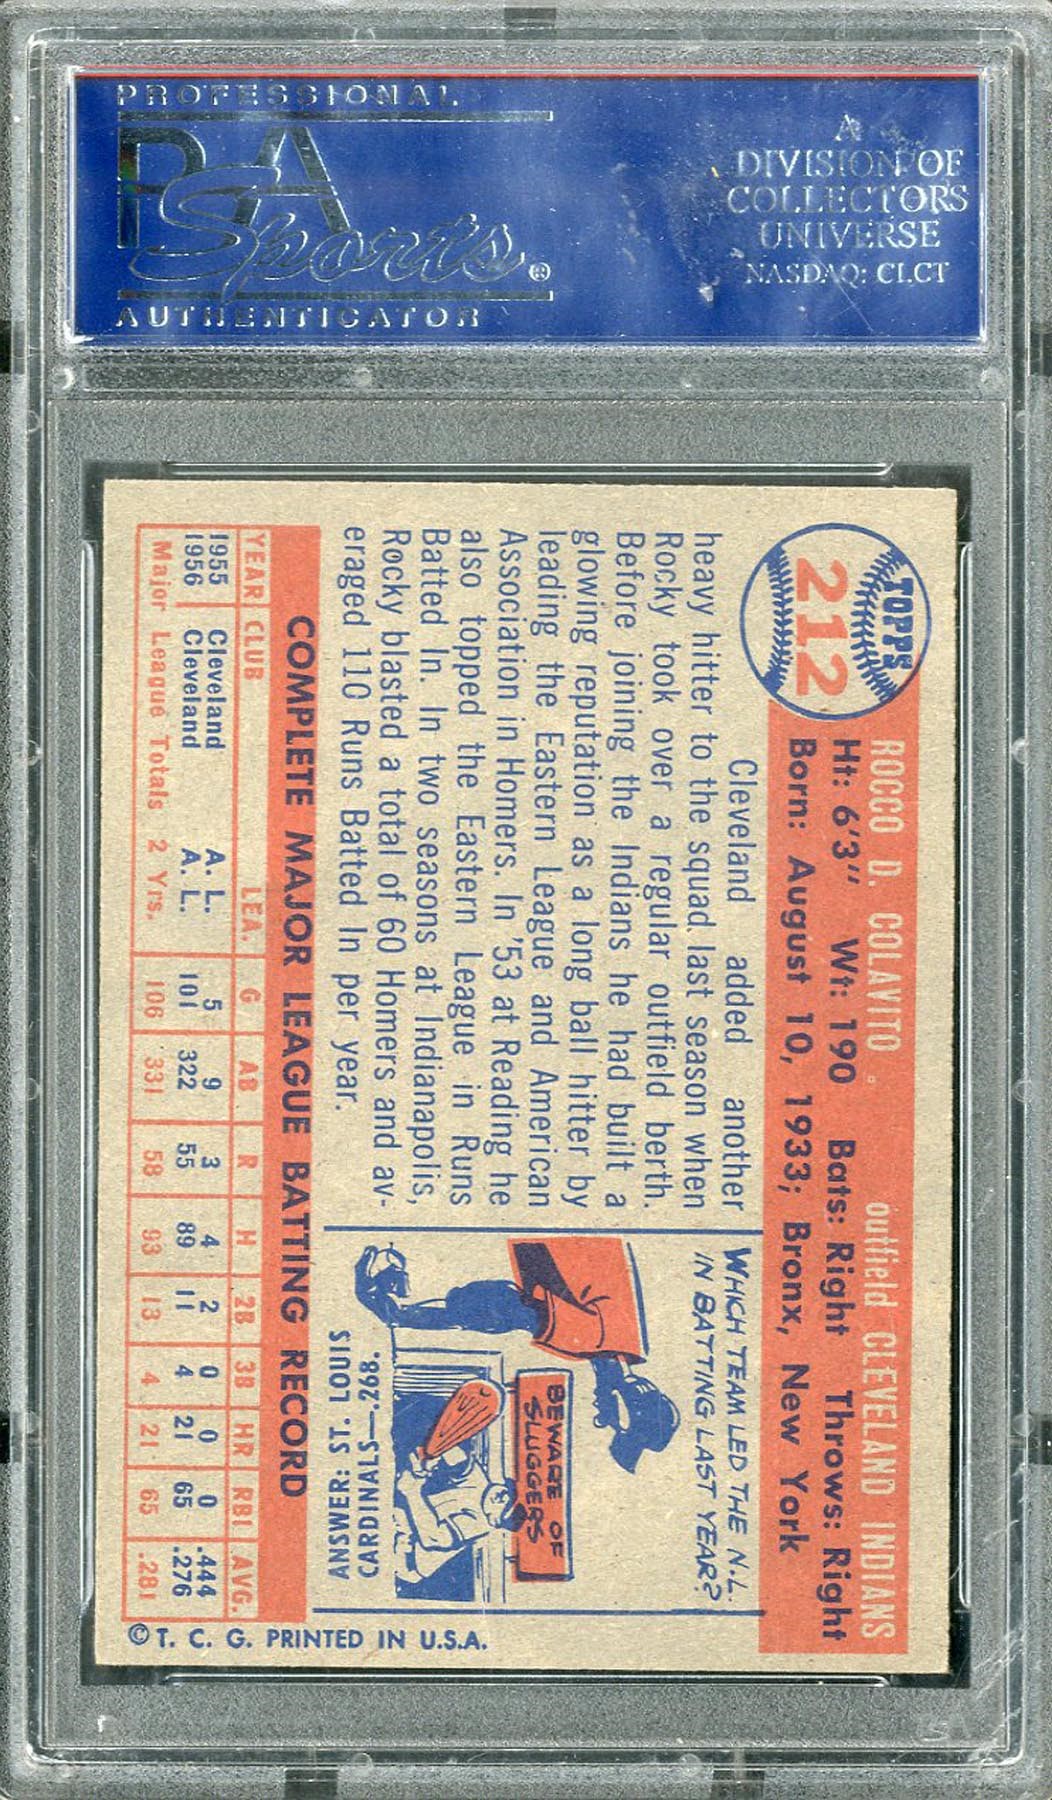 PROFESSIONAL
PSA
Sports®
AUTHENTICATOR
A
DIVISION OF
COLLECTORS
UNIVERSE
NASDAQ: CLCT
TOPPS
212
ROCCO D. COLAVITO outfield CLEVELAND INDIANS
Ht: 6'3" Wt: 190 Bats: Right Throws: Right
Born: August 10, 1933; Bronx, New York
Cleveland added another
heavy hitter to the squad last season when
Rocky took over a regular outfield berth.
Before joining the Indians he had built a
glowing reputation as a long ball hitter by
leading the Eastern League and American
Association in Homers. In '53 at Reading he
also topped the Eastern League in Runs
Batted In. In two seasons at Indianapolis,
Rocky blasted a total of 60 Homers and av-
eraged 110 Runs Batted In per year.
WHICH TEAM LED THE N.L.
IN BATTING LAST YEAR?
BEWARE OF
SLUGGERS
ANSWER: ST. LOUIS
CARDINALS—.268.
COMPLETE MAJOR LEAGUE BATTING RECORD
YEAR CLUB LEA. G AB R H 2B 3B HR RBI AVG.
1955 Cleveland A. L. 5 9 3 4 2 0 0 0 .444
1956 Cleveland A. L. 101 322 55 89 11 4 21 65 .276
Major League Totals 2 Yrs. 106 331 58 93 13 4 21 65 .281
© T. C. G. PRINTED IN U.S.A.